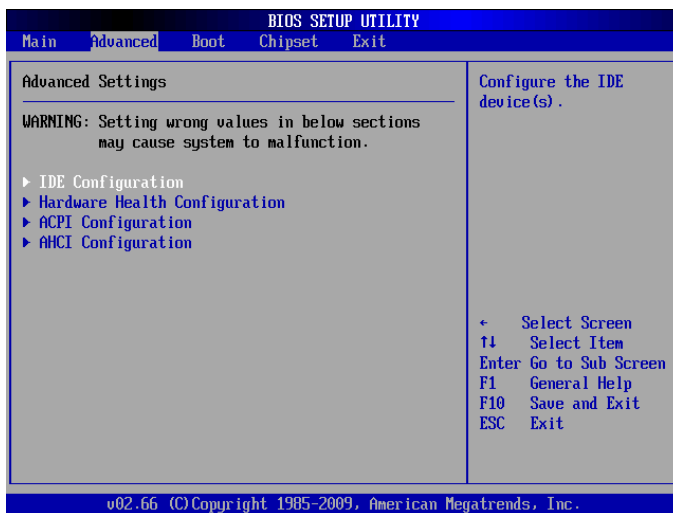 BIOS SETUP UTILITY
Main Advanced Boot Chipset Exit
Advanced Settings
WARNING: Setting wrong values in below sections
may cause system to malfunction.
▶ IDE Configuration
▶ Hardware Health Configuration
▶ ACPI Configuration
▶ AHCI Configuration
Configure the IDE
device(s).
← Select Screen
↑↓ Select Item
Enter Go to Sub Screen
F1 General Help
F10 Save and Exit
ESC Exit
v02.66 (C)Copyright 1985-2009, American Megatrends, Inc.